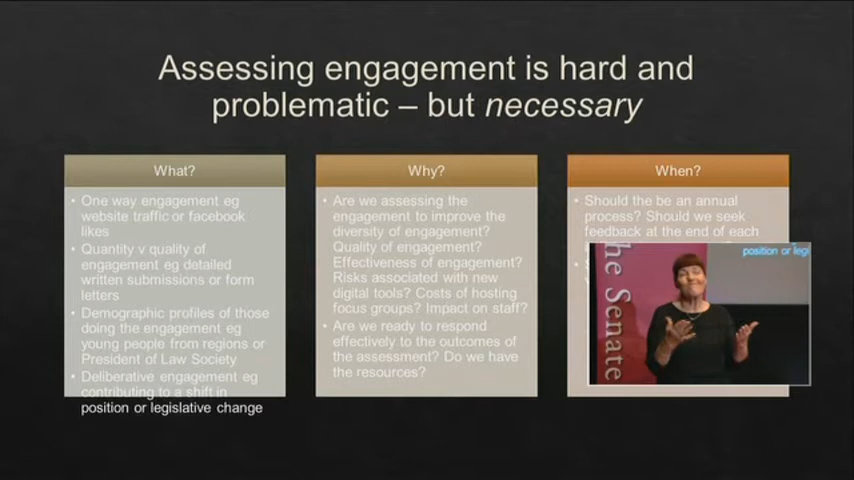 Assessing engagement is hard and
problematic – but necessary
What?
• One way engagement eg
website traffic or facebook
likes
• Quantity v quality of
engagement eg detailed
written submissions or form
letters
• Demographic profiles of those
doing the engagement eg
young people from regions or
President of Law Society
• Deliberative engagement eg
contributing to a shift in
position or legislative change
Why?
• Are we assessing the
engagement to improve the
diversity of engagement?
Quality of engagement?
Effectiveness of engagement?
Risks associated with new
digital tools? Costs of hosting
focus groups? Impact on staff?
• Are we ready to respond
effectively to the outcomes of
the assessment? Do we have
the resources?
When?
• Should the be an annual
process? Should we seek
feedback at the end of each
position or legi
he Senate